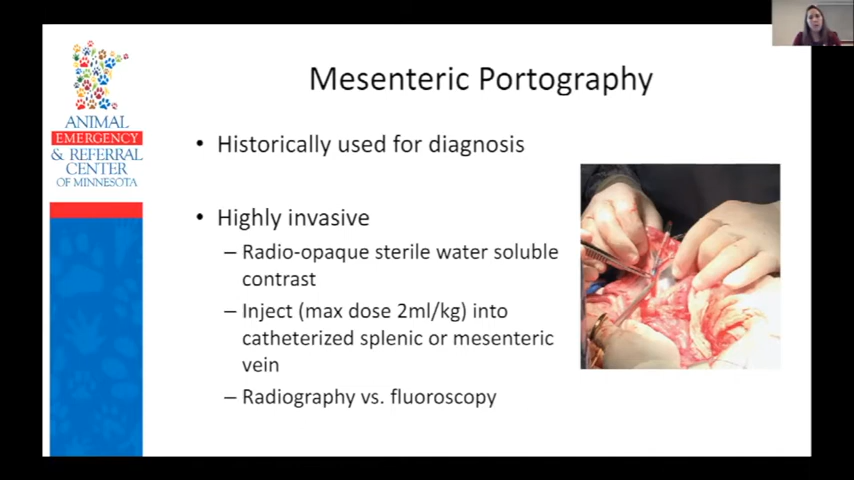 Mesenteric Portography
ANIMAL
EMERGENCY
& REFERRAL
CENTER
OF MINNESOTA
• Historically used for diagnosis
• Highly invasive
– Radio-opaque sterile water soluble
contrast
– Inject (max dose 2ml/kg) into
catheterized splenic or mesenteric
vein
– Radiography vs. fluoroscopy